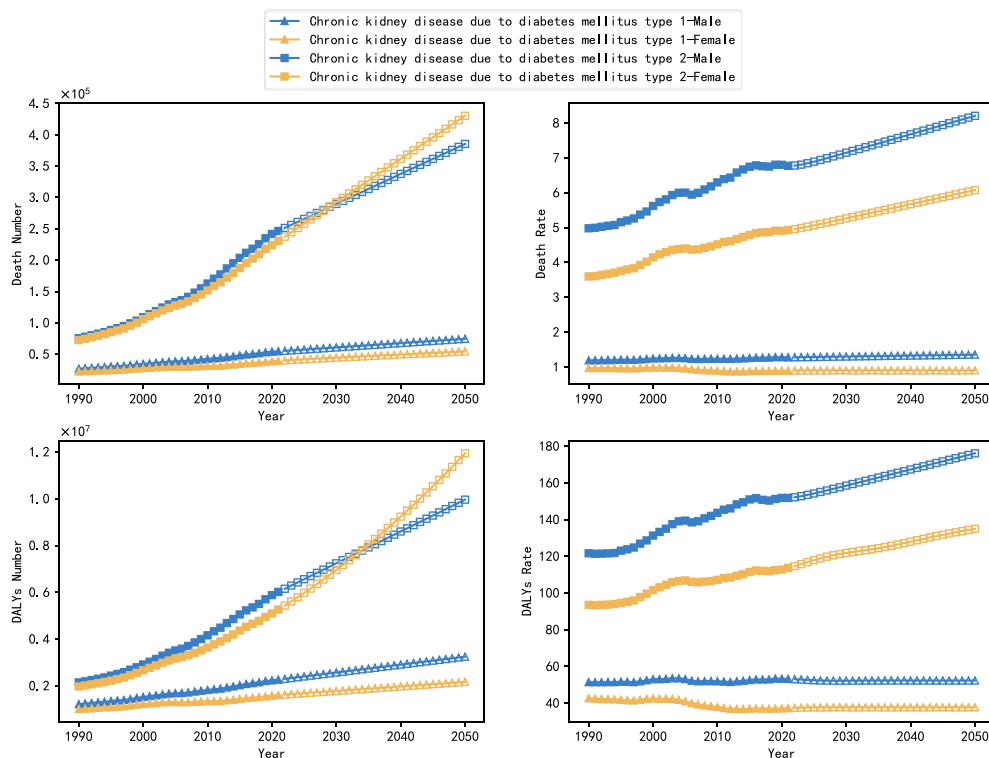 Chronic kidney disease due to diabetes mellitus type 1-Male
Chronic kidney disease due to diabetes mellitus type 1-Female
Chronic kidney disease due to diabetes mellitus type 2-Male
Chronic kidney disease due to diabetes mellitus type 2-Female
×10⁵
4.5
4.0
3.5
3.0
2.5
2.0
1.5
1.0
0.5
Death Number
1990 2000 2010 2020 2030 2040 2050
Year
8
7
6
5
4
3
2
1
Death Rate
1990 2000 2010 2020 2030 2040 2050
Year
×10⁷
1.2
1.0
0.8
0.6
0.4
0.2
DALYs Number
1990 2000 2010 2020 2030 2040 2050
Year
180
160
140
120
100
80
60
40
DALYs Rate
1990 2000 2010 2020 2030 2040 2050
Year